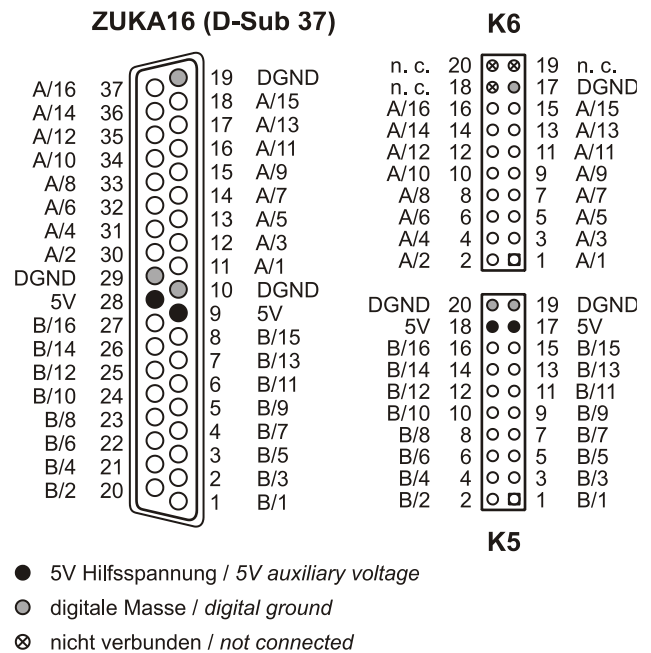 ZUKA16 (D-Sub 37)
A/16 37
A/14 36
A/12 35
A/10 34
A/8 33
A/6 32
A/4 31
A/2 30
DGND 29
5V 28
B/16 27
B/14 26
B/12 25
B/10 24
B/8 23
B/6 22
B/4 21
B/2 20
19 DGND
18 A/15
17 A/13
16 A/11
15 A/9
14 A/7
13 A/5
12 A/3
11 A/1
10 DGND
9 5V
8 B/15
7 B/13
6 B/11
5 B/9
4 B/7
3 B/5
2 B/3
1 B/1
K6
n. c. 20 19 n. c.
n. c. 18 17 DGND
A/16 16 15 A/15
A/14 14 13 A/13
A/12 12 11 A/11
A/10 10 9 A/9
A/8 8 7 A/7
A/6 6 5 A/5
A/4 4 3 A/3
A/2 2 1 A/1
DGND 20 19 DGND
5V 18 17 5V
B/16 16 15 B/15
B/14 14 13 B/13
B/12 12 11 B/11
B/10 10 9 B/9
B/8 8 7 B/7
B/6 6 5 B/5
B/4 4 3 B/3
B/2 2 1 B/1
K5
5V Hilfsspannung / 5V auxiliary voltage
digitale Masse / digital ground
nicht verbunden / not connected